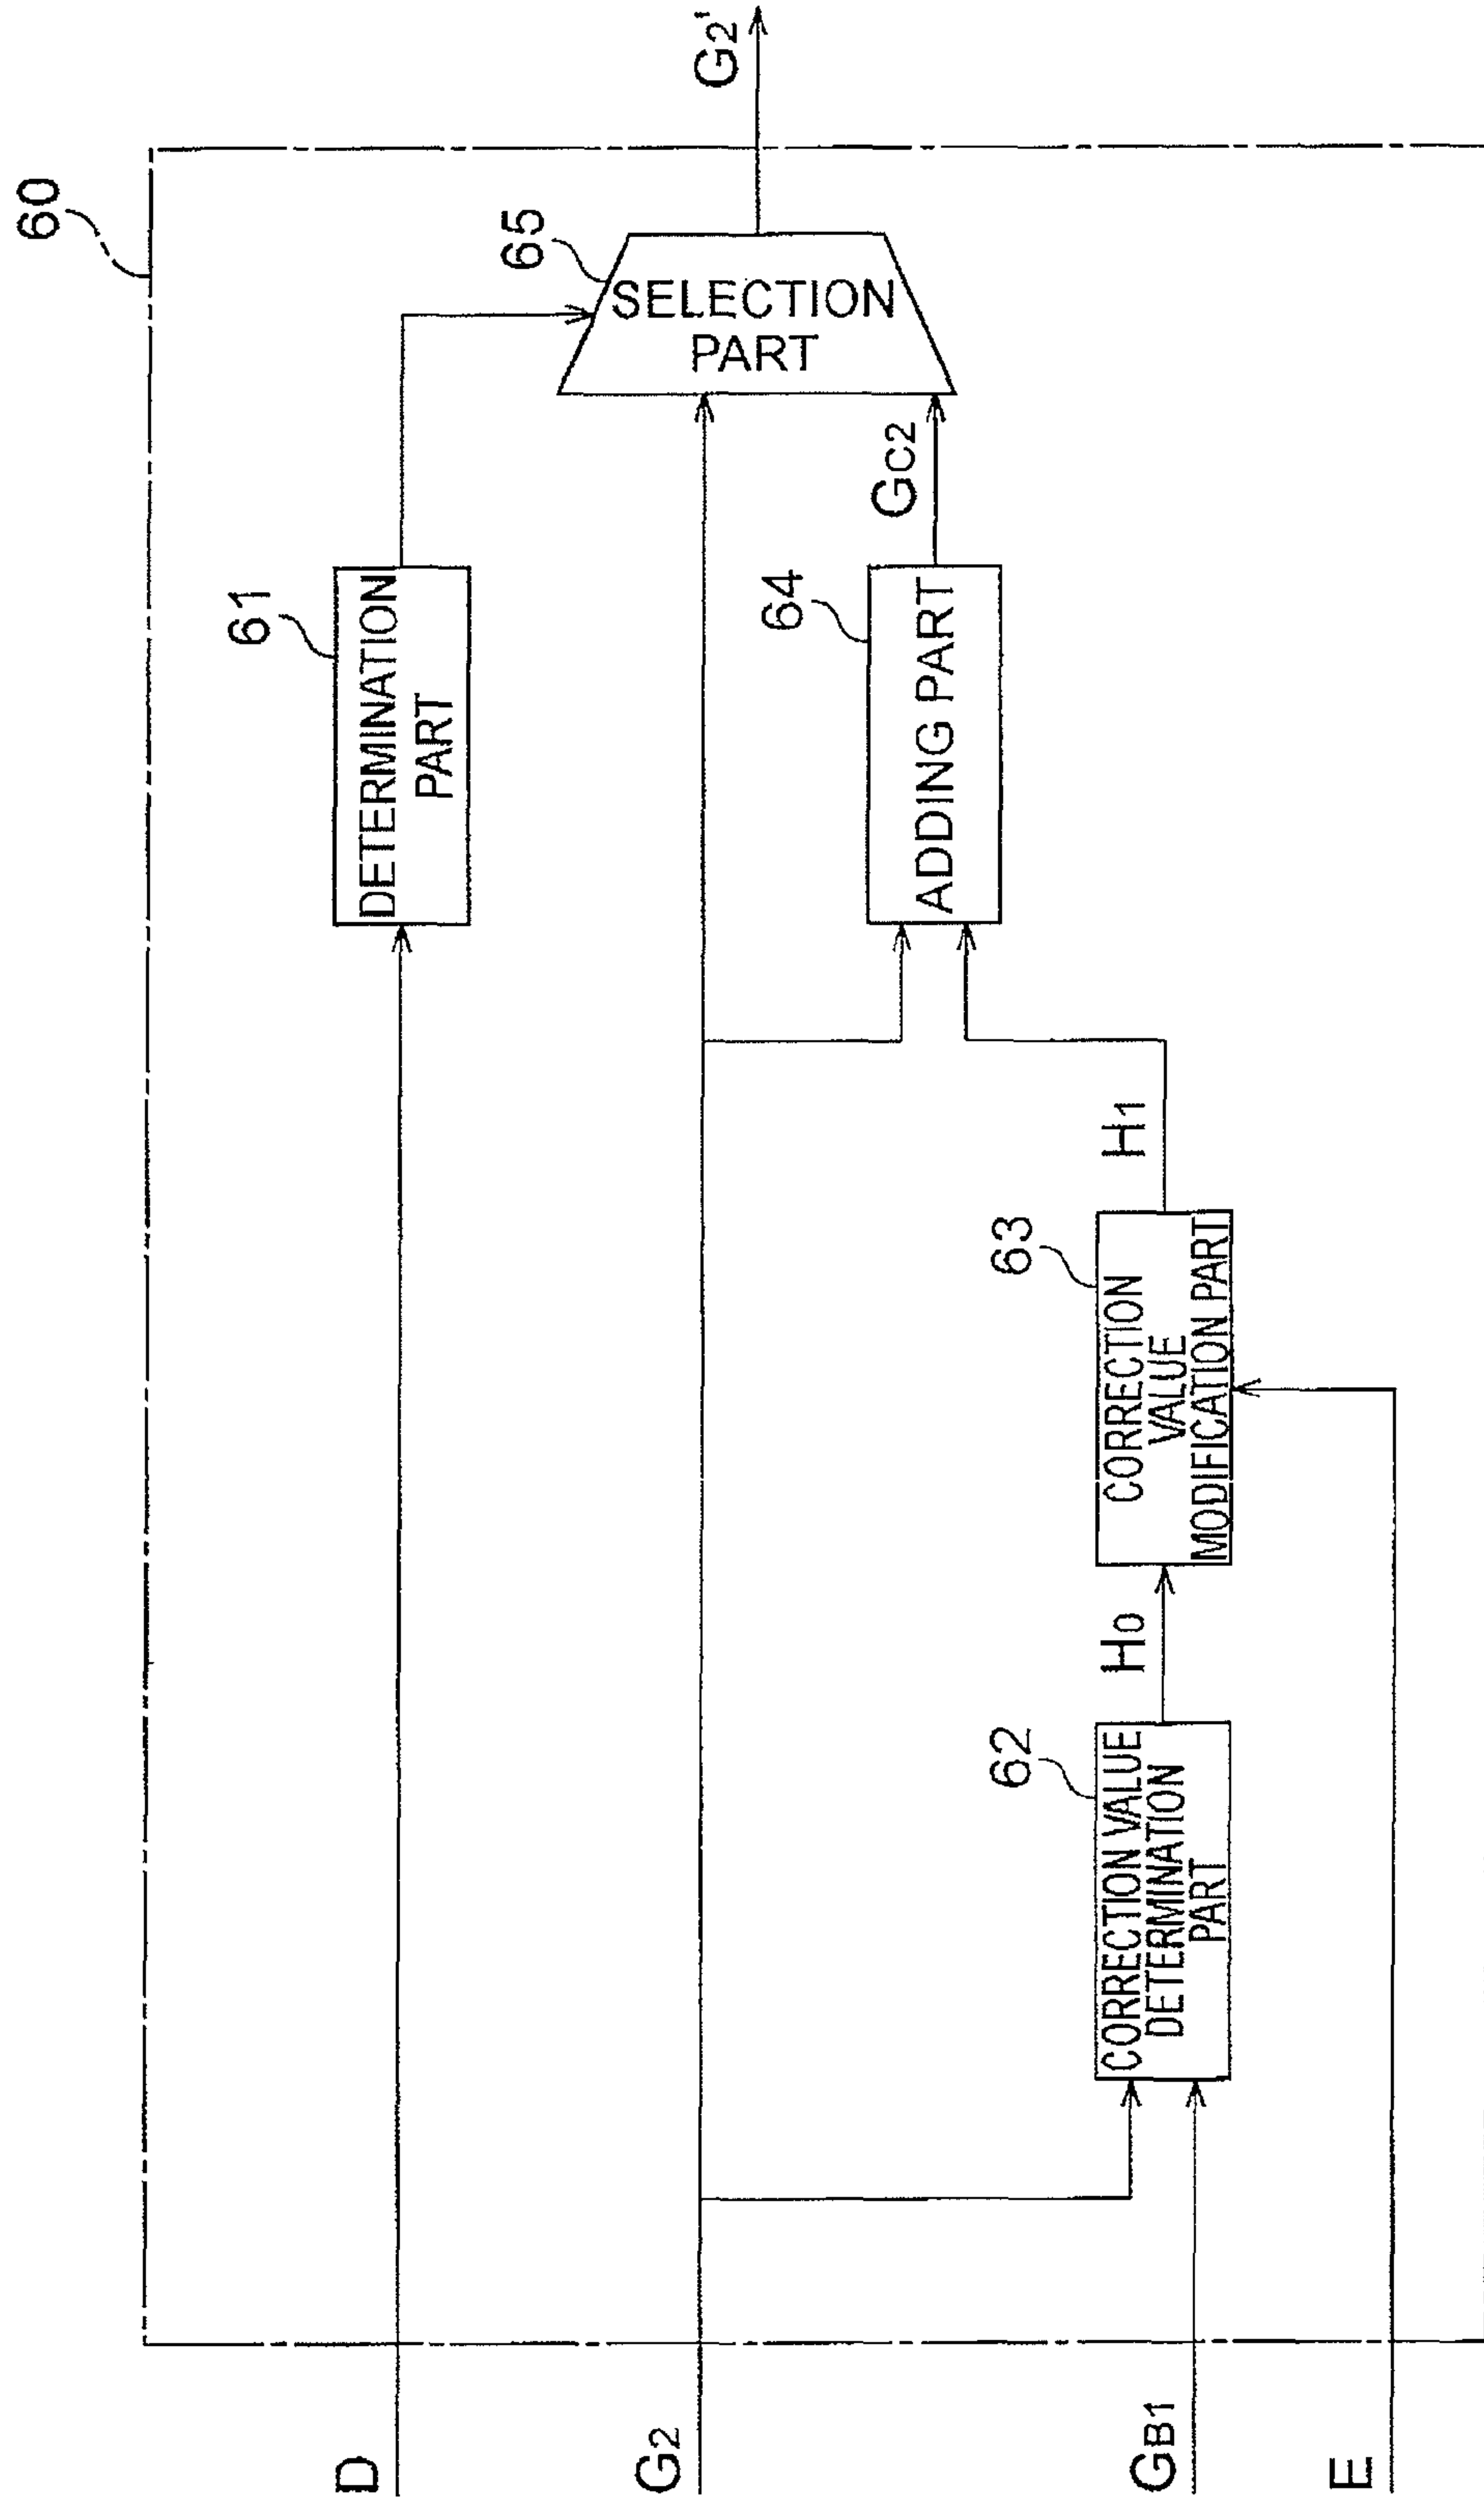 60
D
61
DETERMINATION
PART
65
SELECTION
PART
G2'
G2
64
ADDING PART
GC2
GB1
62
CORRECTION VALUE
DETERMINATION
PART
H0
63
CORRECTION
VALUE
MODIFICATION PART
H1
E